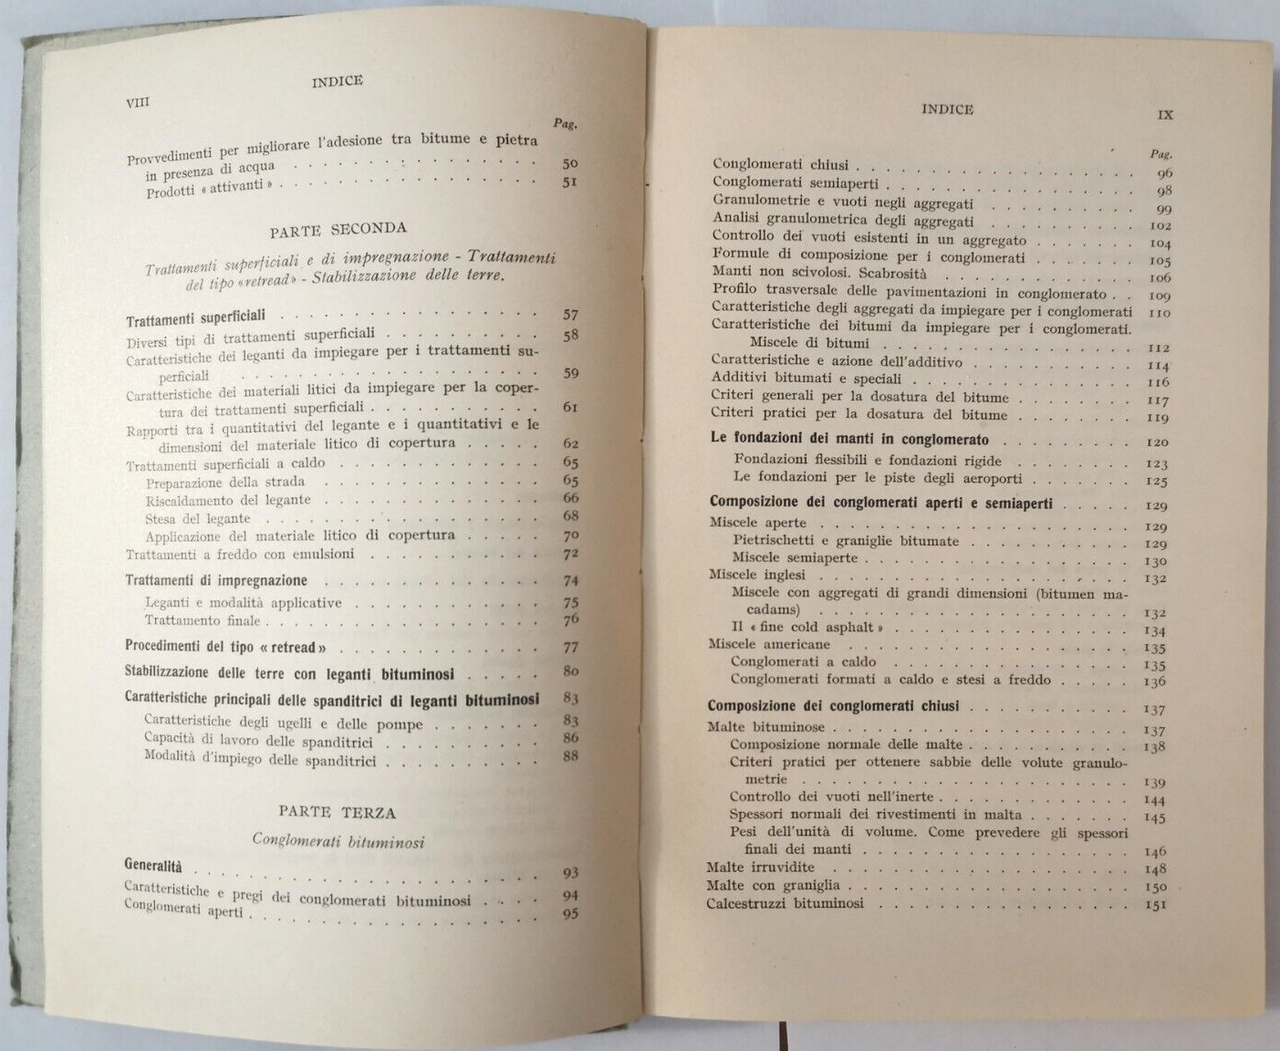 VIII
INDICE
Pag.
Provvedimenti per migliorare l'adesione tra bitume e pietra
in presenza di acqua . . . . . . . . . . . . . . 50
Prodotti « attivanti » . . . . . . . . . . . . . . 51
PARTE SECONDA
Trattamenti superficiali e di impregnazione - Trattamenti
del tipo «retread» - Stabilizzazione delle terre.
Trattamenti superficiali . . . . . . . . . . . . . . 57
Diversi tipi di trattamenti superficiali . . . . . . . . . 58
Caratteristiche dei leganti da impiegare per i trattamenti su-
perficiali . . . . . . . . . . . . . . . . 59
Caratteristiche dei materiali litici da impiegare per la coper-
tura dei trattamenti superficiali . . . . . . . . . . 61
Rapporti tra i quantitativi del legante e i quantitativi e le
dimensioni del materiale litico di copertura . . . . . 62
Trattamenti superficiali a caldo . . . . . . . . . . . 65
Preparazione della strada . . . . . . . . . . . . 65
Riscaldamento del legante . . . . . . . . . . . . 66
Stesa del legante . . . . . . . . . . . . . . . 68
Applicazione del materiale litico di copertura . . . . . 70
Trattamenti a freddo con emulsioni . . . . . . . . . 72
Trattamenti di impregnazione . . . . . . . . . . . . 74
Leganti e modalità applicative . . . . . . . . . . 75
Trattamento finale . . . . . . . . . . . . . . . 76
Procedimenti del tipo « retread » . . . . . . . . . . . 77
Stabilizzazione delle terre con leganti bituminosi . . . . . 80
Caratteristiche principali delle spanditrici di leganti bituminosi 83
Caratteristiche degli ugelli e delle pompe . . . . . . . 83
Capacità di lavoro delle spanditrici . . . . . . . . . 86
Modalità d'impiego delle spanditrici . . . . . . . . . 88
PARTE TERZA
Conglomerati bituminosi
Generalità . . . . . . . . . . . . . . . . . . . 93
Caratteristiche e pregi dei conglomerati bituminosi . . . . 94
Conglomerati aperti . . . . . . . . . . . . . . . . 95
INDICE
IX
Pag.
Conglomerati chiusi . . . . . . . . . . . . . . . . 96
Conglomerati semiaperti . . . . . . . . . . . . . . 98
Granulometrie e vuoti negli aggregati . . . . . . . . . 99
Analisi granulometrica degli aggregati . . . . . . . . . 102
Controllo dei vuoti esistenti in un aggregato . . . . . . . 104
Formule di composizione per i conglomerati . . . . . . . 105
Manti non scivolosi. Scabrosità . . . . . . . . . . . 106
Profilo trasversale delle pavimentazioni in conglomerato . . 109
Caratteristiche degli aggregati da impiegare per i conglomerati 110
Caratteristiche dei bitumi da impiegare per i conglomerati.
Miscele di bitumi . . . . . . . . . . . . . . 112
Caratteristiche e azione dell'additivo . . . . . . . . . . 114
Additivi bitumati e speciali . . . . . . . . . . . . . 116
Criteri generali per la dosatura del bitume . . . . . . . . 117
Criteri pratici per la dosatura del bitume . . . . . . . . 119
Le fondazioni dei manti in conglomerato . . . . . . . . . 120
Fondazioni flessibili e fondazioni rigide . . . . . . . . 123
Le fondazioni per le piste degli aeroporti . . . . . . . 125
Composizione dei conglomerati aperti e semiaperti . . . . . 129
Miscele aperte . . . . . . . . . . . . . . . . . . 129
Pietrischetti e graniglie bitumate . . . . . . . . . . 129
Miscele semiaperte . . . . . . . . . . . . . . . . 130
Miscele inglesi . . . . . . . . . . . . . . . . . . 132
Miscele con aggregati di grandi dimensioni (bitumen ma-
cadams) . . . . . . . . . . . . . . . . . . 132
Il « fine cold asphalt » . . . . . . . . . . . . . . 134
Miscele americane . . . . . . . . . . . . . . . . . 135
Conglomerati a caldo . . . . . . . . . . . . . . 135
Conglomerati formati a caldo e stesi a freddo . . . . . 136
Composizione dei conglomerati chiusi . . . . . . . . . . . 137
Malte bituminose . . . . . . . . . . . . . . . . . . 137
Composizione normale delle malte . . . . . . . . . . 138
Criteri pratici per ottenere sabbie delle volute granulo-
metrie . . . . . . . . . . . . . . . . . . . 139
Controllo dei vuoti nell'inerte . . . . . . . . . . . . 144
Spessori normali dei rivestimenti in malta . . . . . . . 145
Pesi dell'unità di volume. Come prevedere gli spessori
finali dei manti . . . . . . . . . . . . . . . 146
Malte irruvidite . . . . . . . . . . . . . . . . . . 148
Malte con graniglia . . . . . . . . . . . . . . . . . 150
Calcestruzzi bituminosi . . . . . . . . . . . . . . . 151